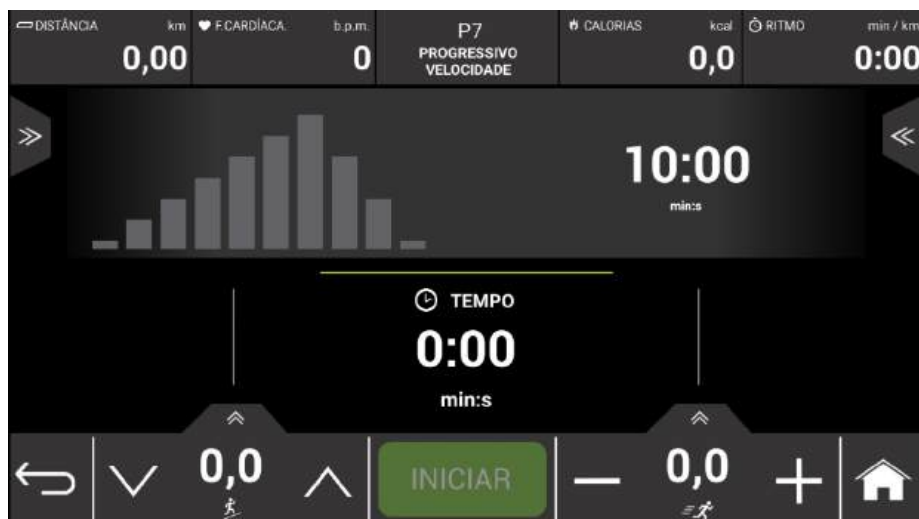 DISTÂNCIA km
0,00
F.CARDÍACA. b.p.m.
0
P7
PROGRESSIVO
VELOCIDADE
CALORIAS kcal
0,0
RITMO min / km
0:00
10:00
min:s
TEMPO
0:00
min:s
0,0
INICIAR
0,0